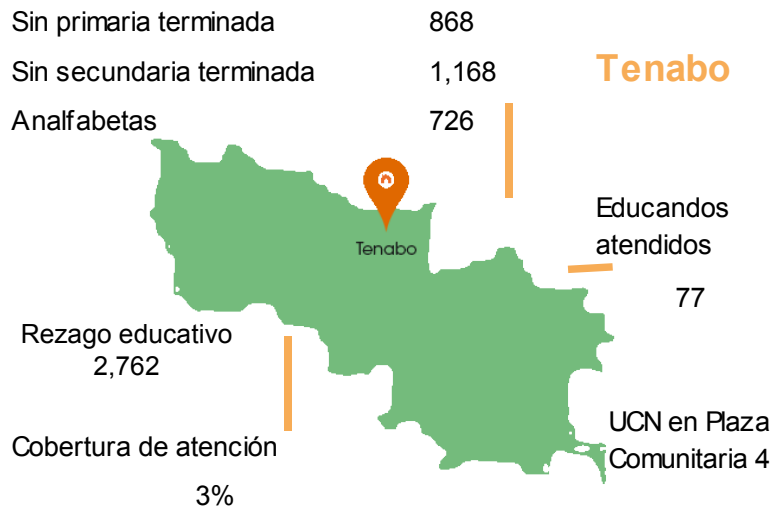 Sin primaria terminada 868
Sin secundaria terminada 1,168
Tenabo
Analfabetas 726
Tenabo
Educandos
atendidos
77
Rezago educativo
2,762
Cobertura de atención
3%
UCN en Plaza
Comunitaria 4